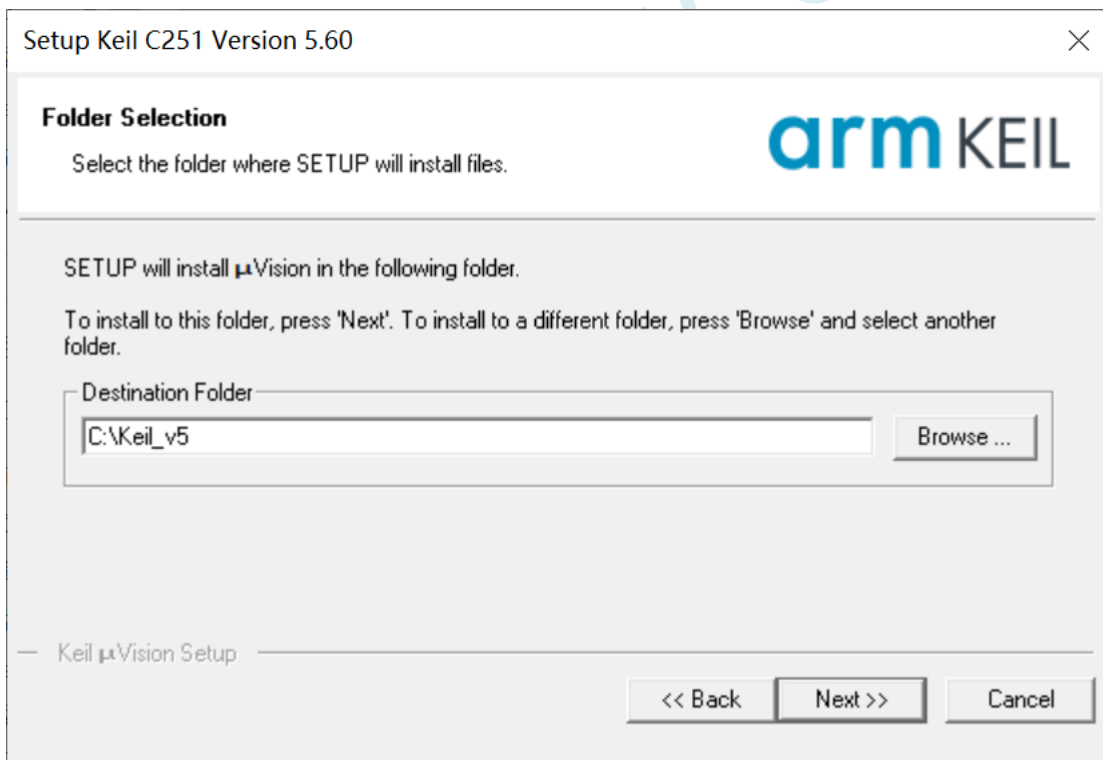 Setup Keil C251 Version 5.60
Folder Selection
Select the folder where SETUP will install files.
arm KEIL
SETUP will install µVision in the following folder.
To install to this folder, press 'Next'. To install to a different folder, press 'Browse' and select another
folder.
Destination Folder
C:\Keil_v5
Browse ...
Keil µVision Setup
<< Back
Next >>
Cancel